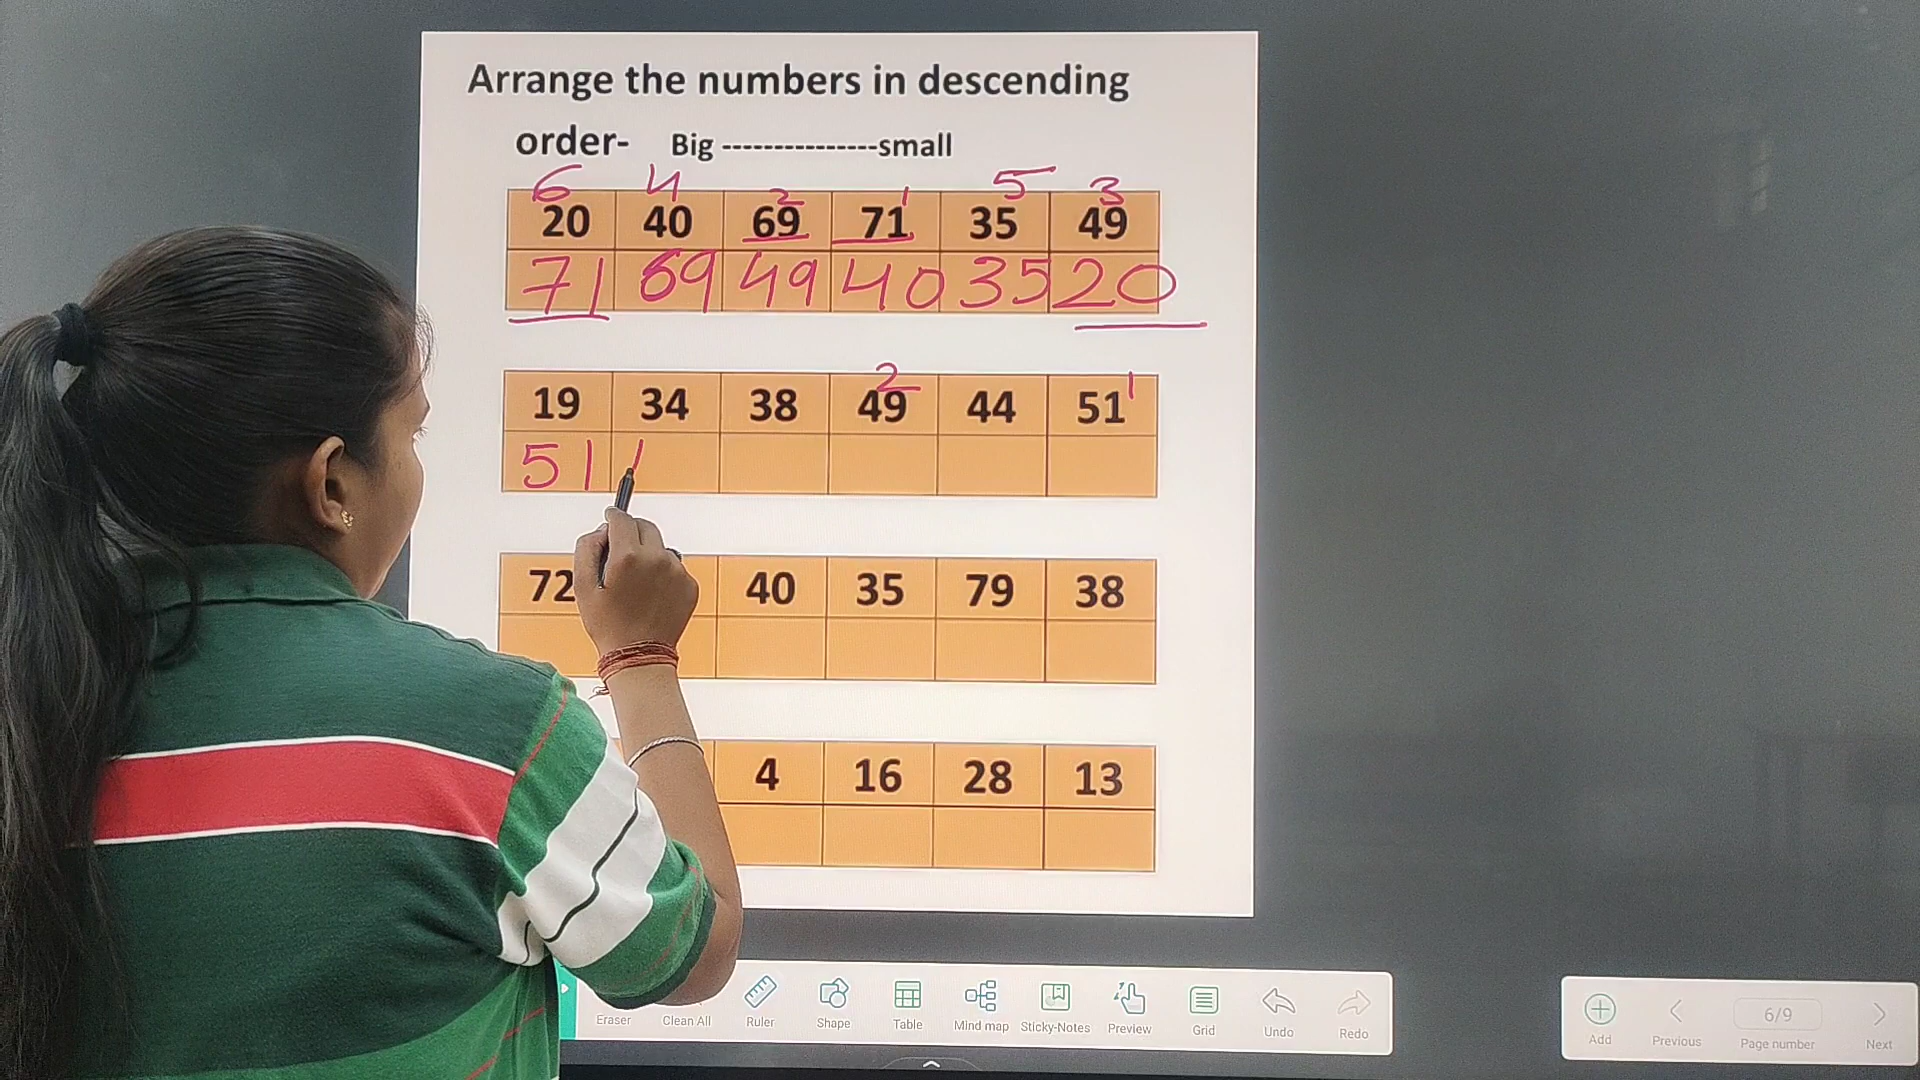 Arrange the numbers in descending
order- Big ---------------small
6 4 2 1 5 3
20 40 69 71 35 49
71 69 49 40 35 20
2 1
19 34 38 49 44 51
51
72 40 35 79 38
4 16 28 13
Eraser Clean All Ruler Shape Table Mind map Sticky-Notes Preview Grid Undo Redo
Add Previous 6/9 Page number Next